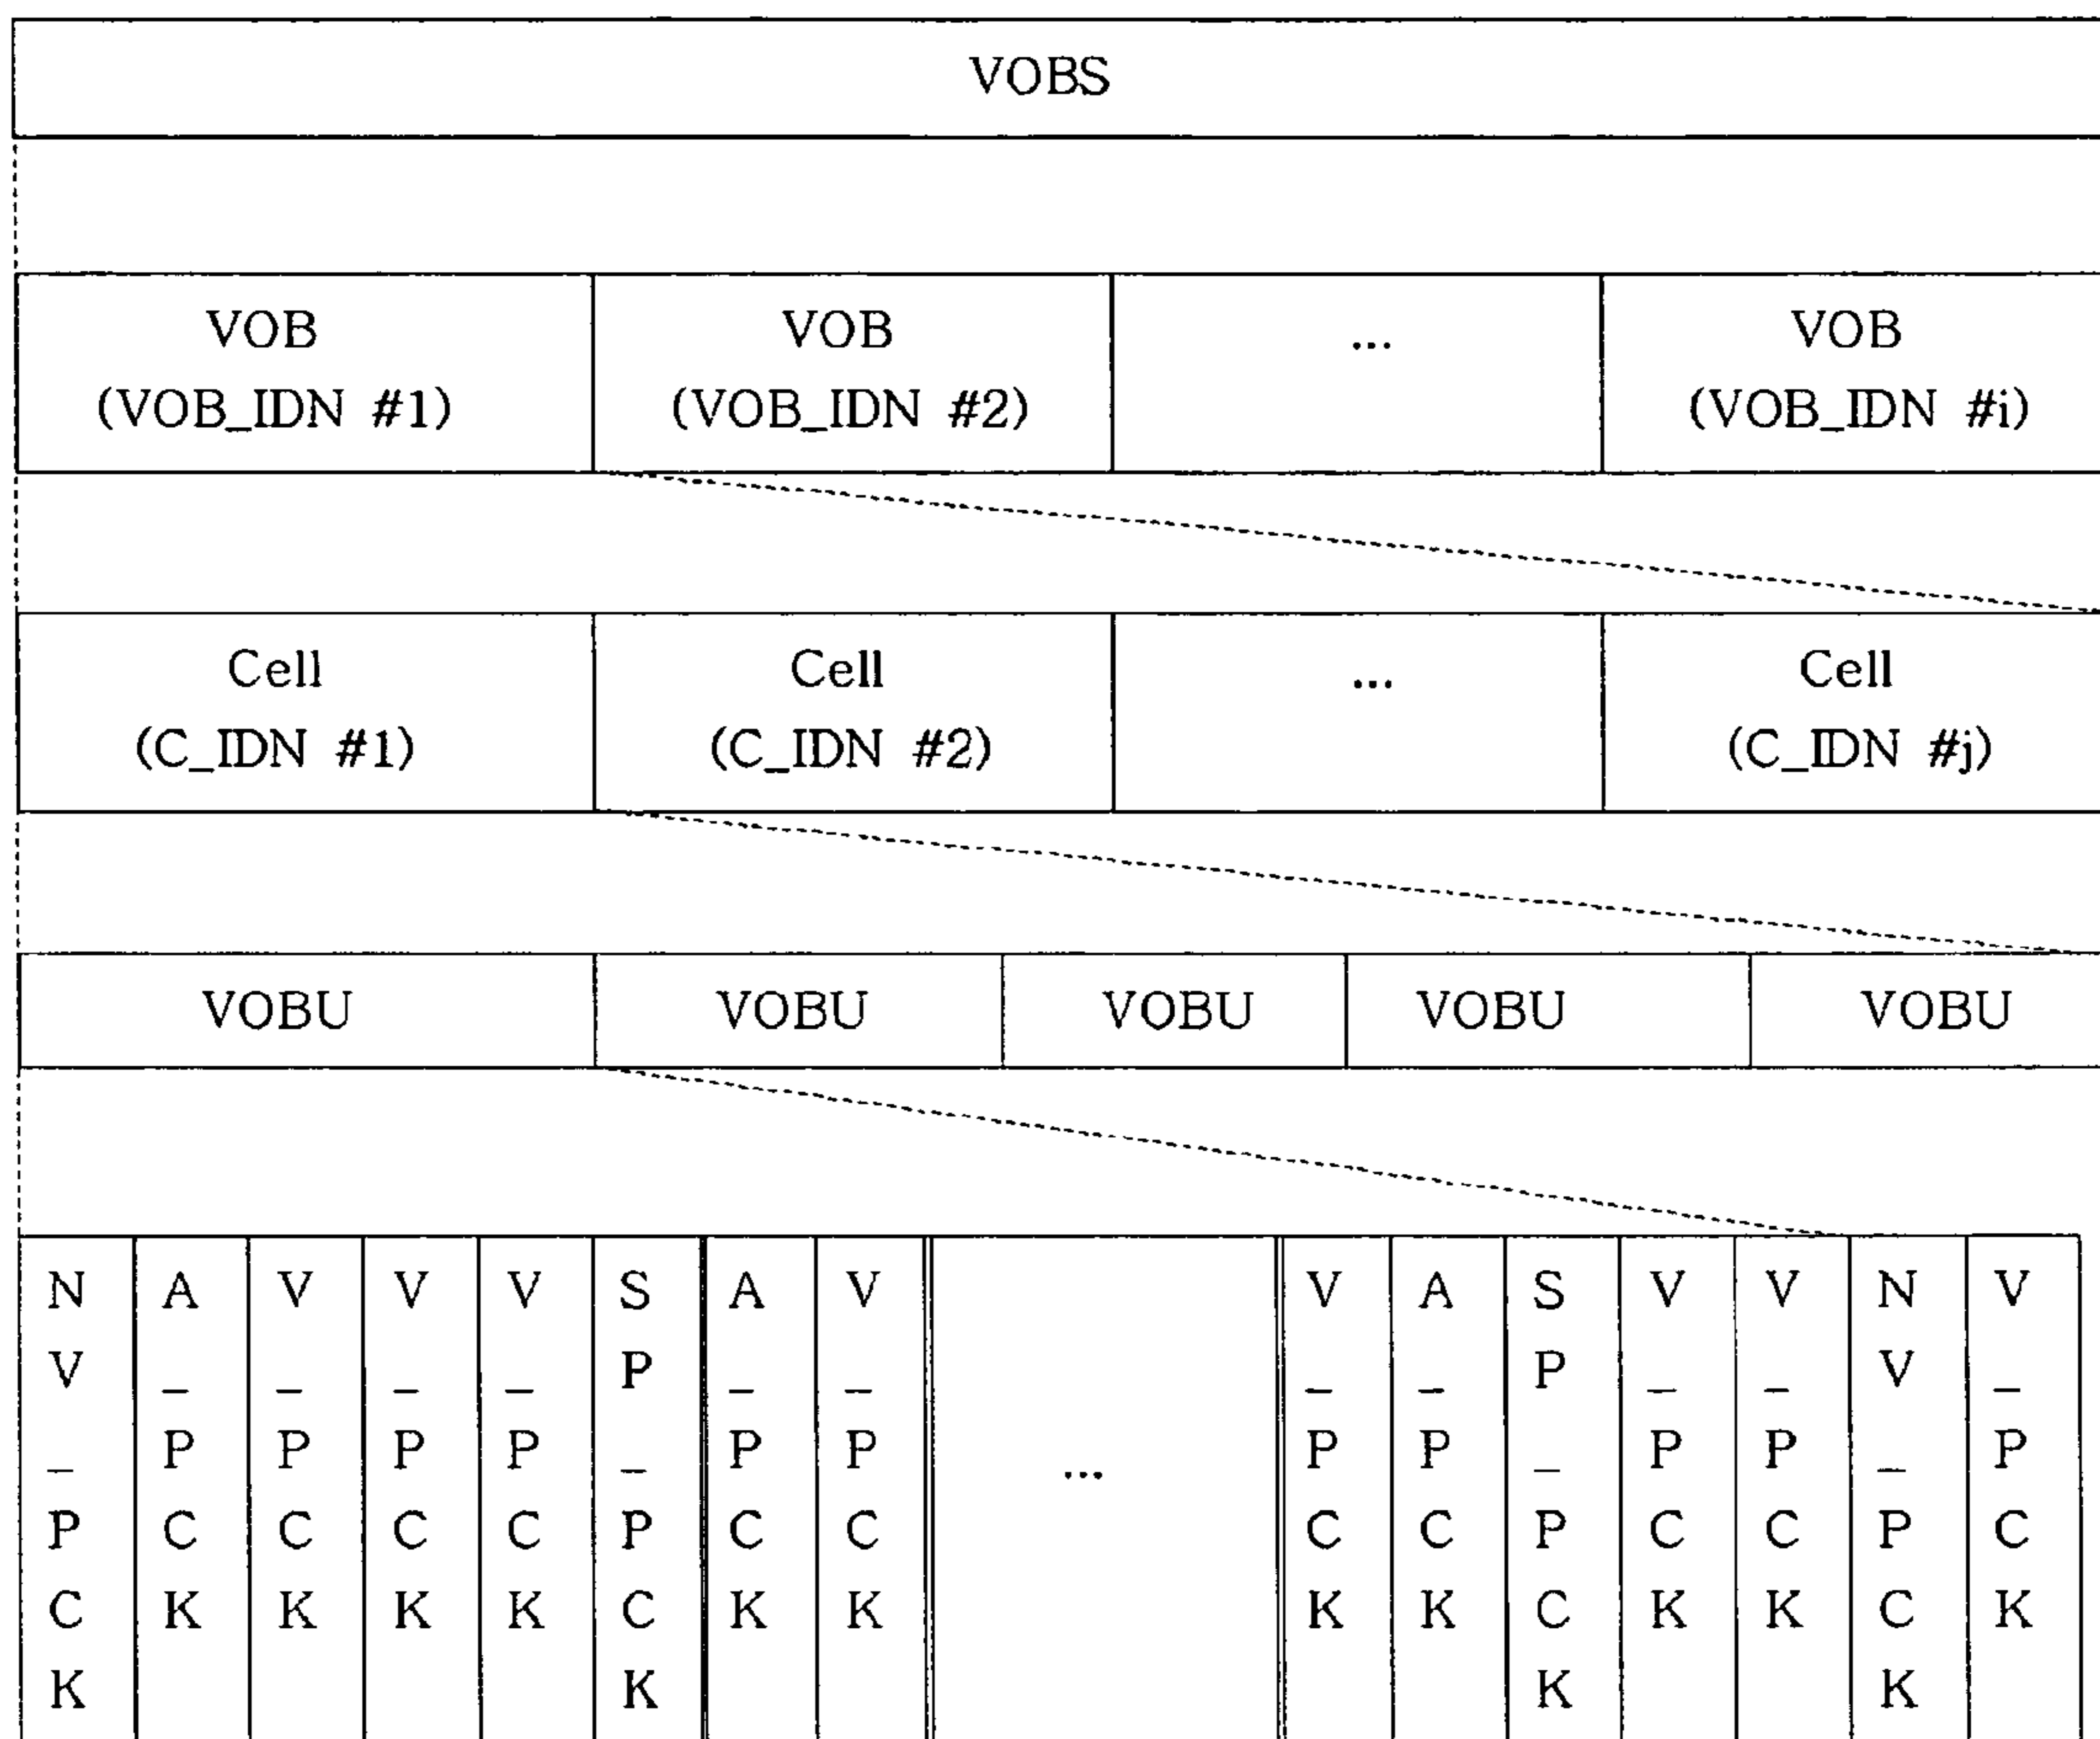 VOBS
VOB VOB ... VOB
(VOB_IDN #1) (VOB_IDN #2) (VOB_IDN #i)
Cell Cell ... Cell
(C_IDN #1) (C_IDN #2) (C_IDN #j)
VOBU VOBU VOBU VOBU VOBU
NV_PCK
A_PCK
V_PCK
V_PCK
V_PCK
SP_PCK
A_PCK
V_PCK
...
V_PCK
A_PCK
SP_PCK
V_PCK
V_PCK
NV_PCK
V_PCK